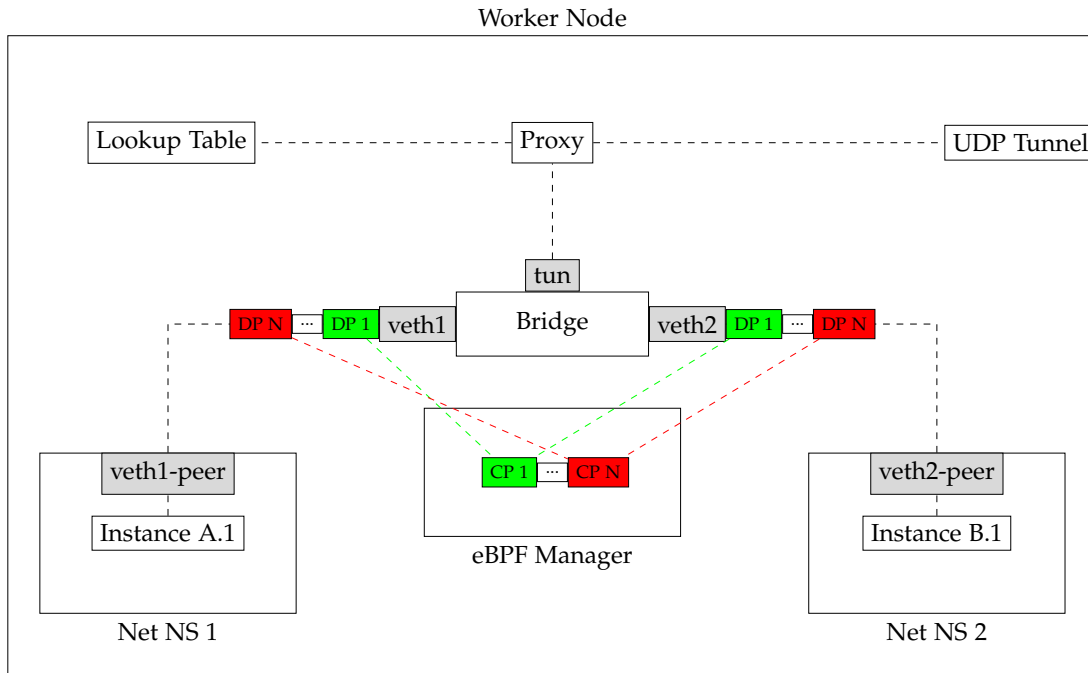 Worker Node
Lookup Table
Proxy
UDP Tunnel
tun
DP N
...
DP 1
veth1
Bridge
veth2
DP 1
...
DP N
veth1-peer
CP 1
...
CP N
veth2-peer
Instance A.1
Instance B.1
eBPF Manager
Net NS 1
Net NS 2